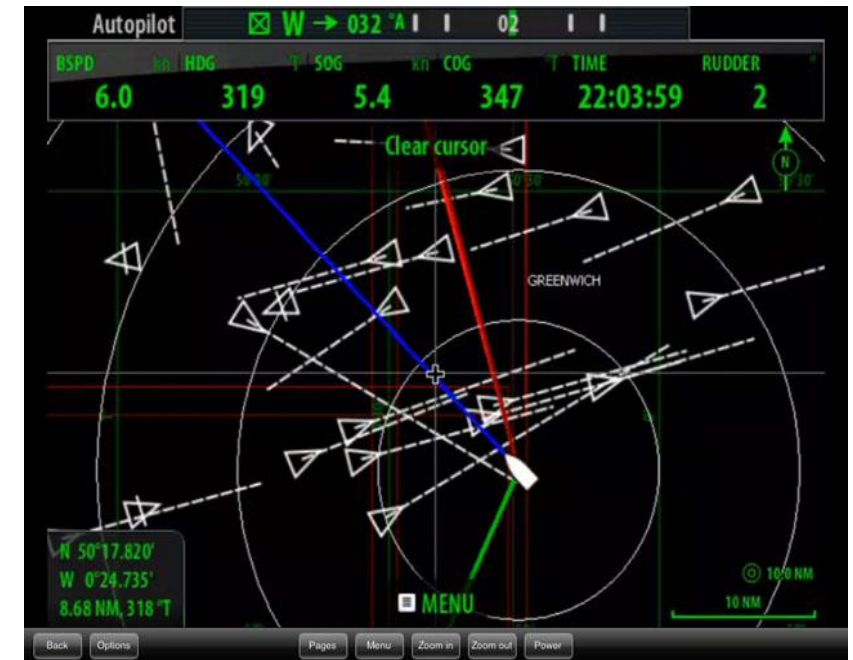 Autopilot W → 032 °A 02
BSPD kn HDG °T SOG kn COG °T TIME RUDDER °
6.0 319 5.4 347 22:03:59 2
Clear cursor
N
GREENWICH
N 50°17.820'
W 0°24.735'
8.68 NM, 318 °T
MENU
10.0 NM
10 NM
Back Options Pages Menu Zoom in Zoom out Power